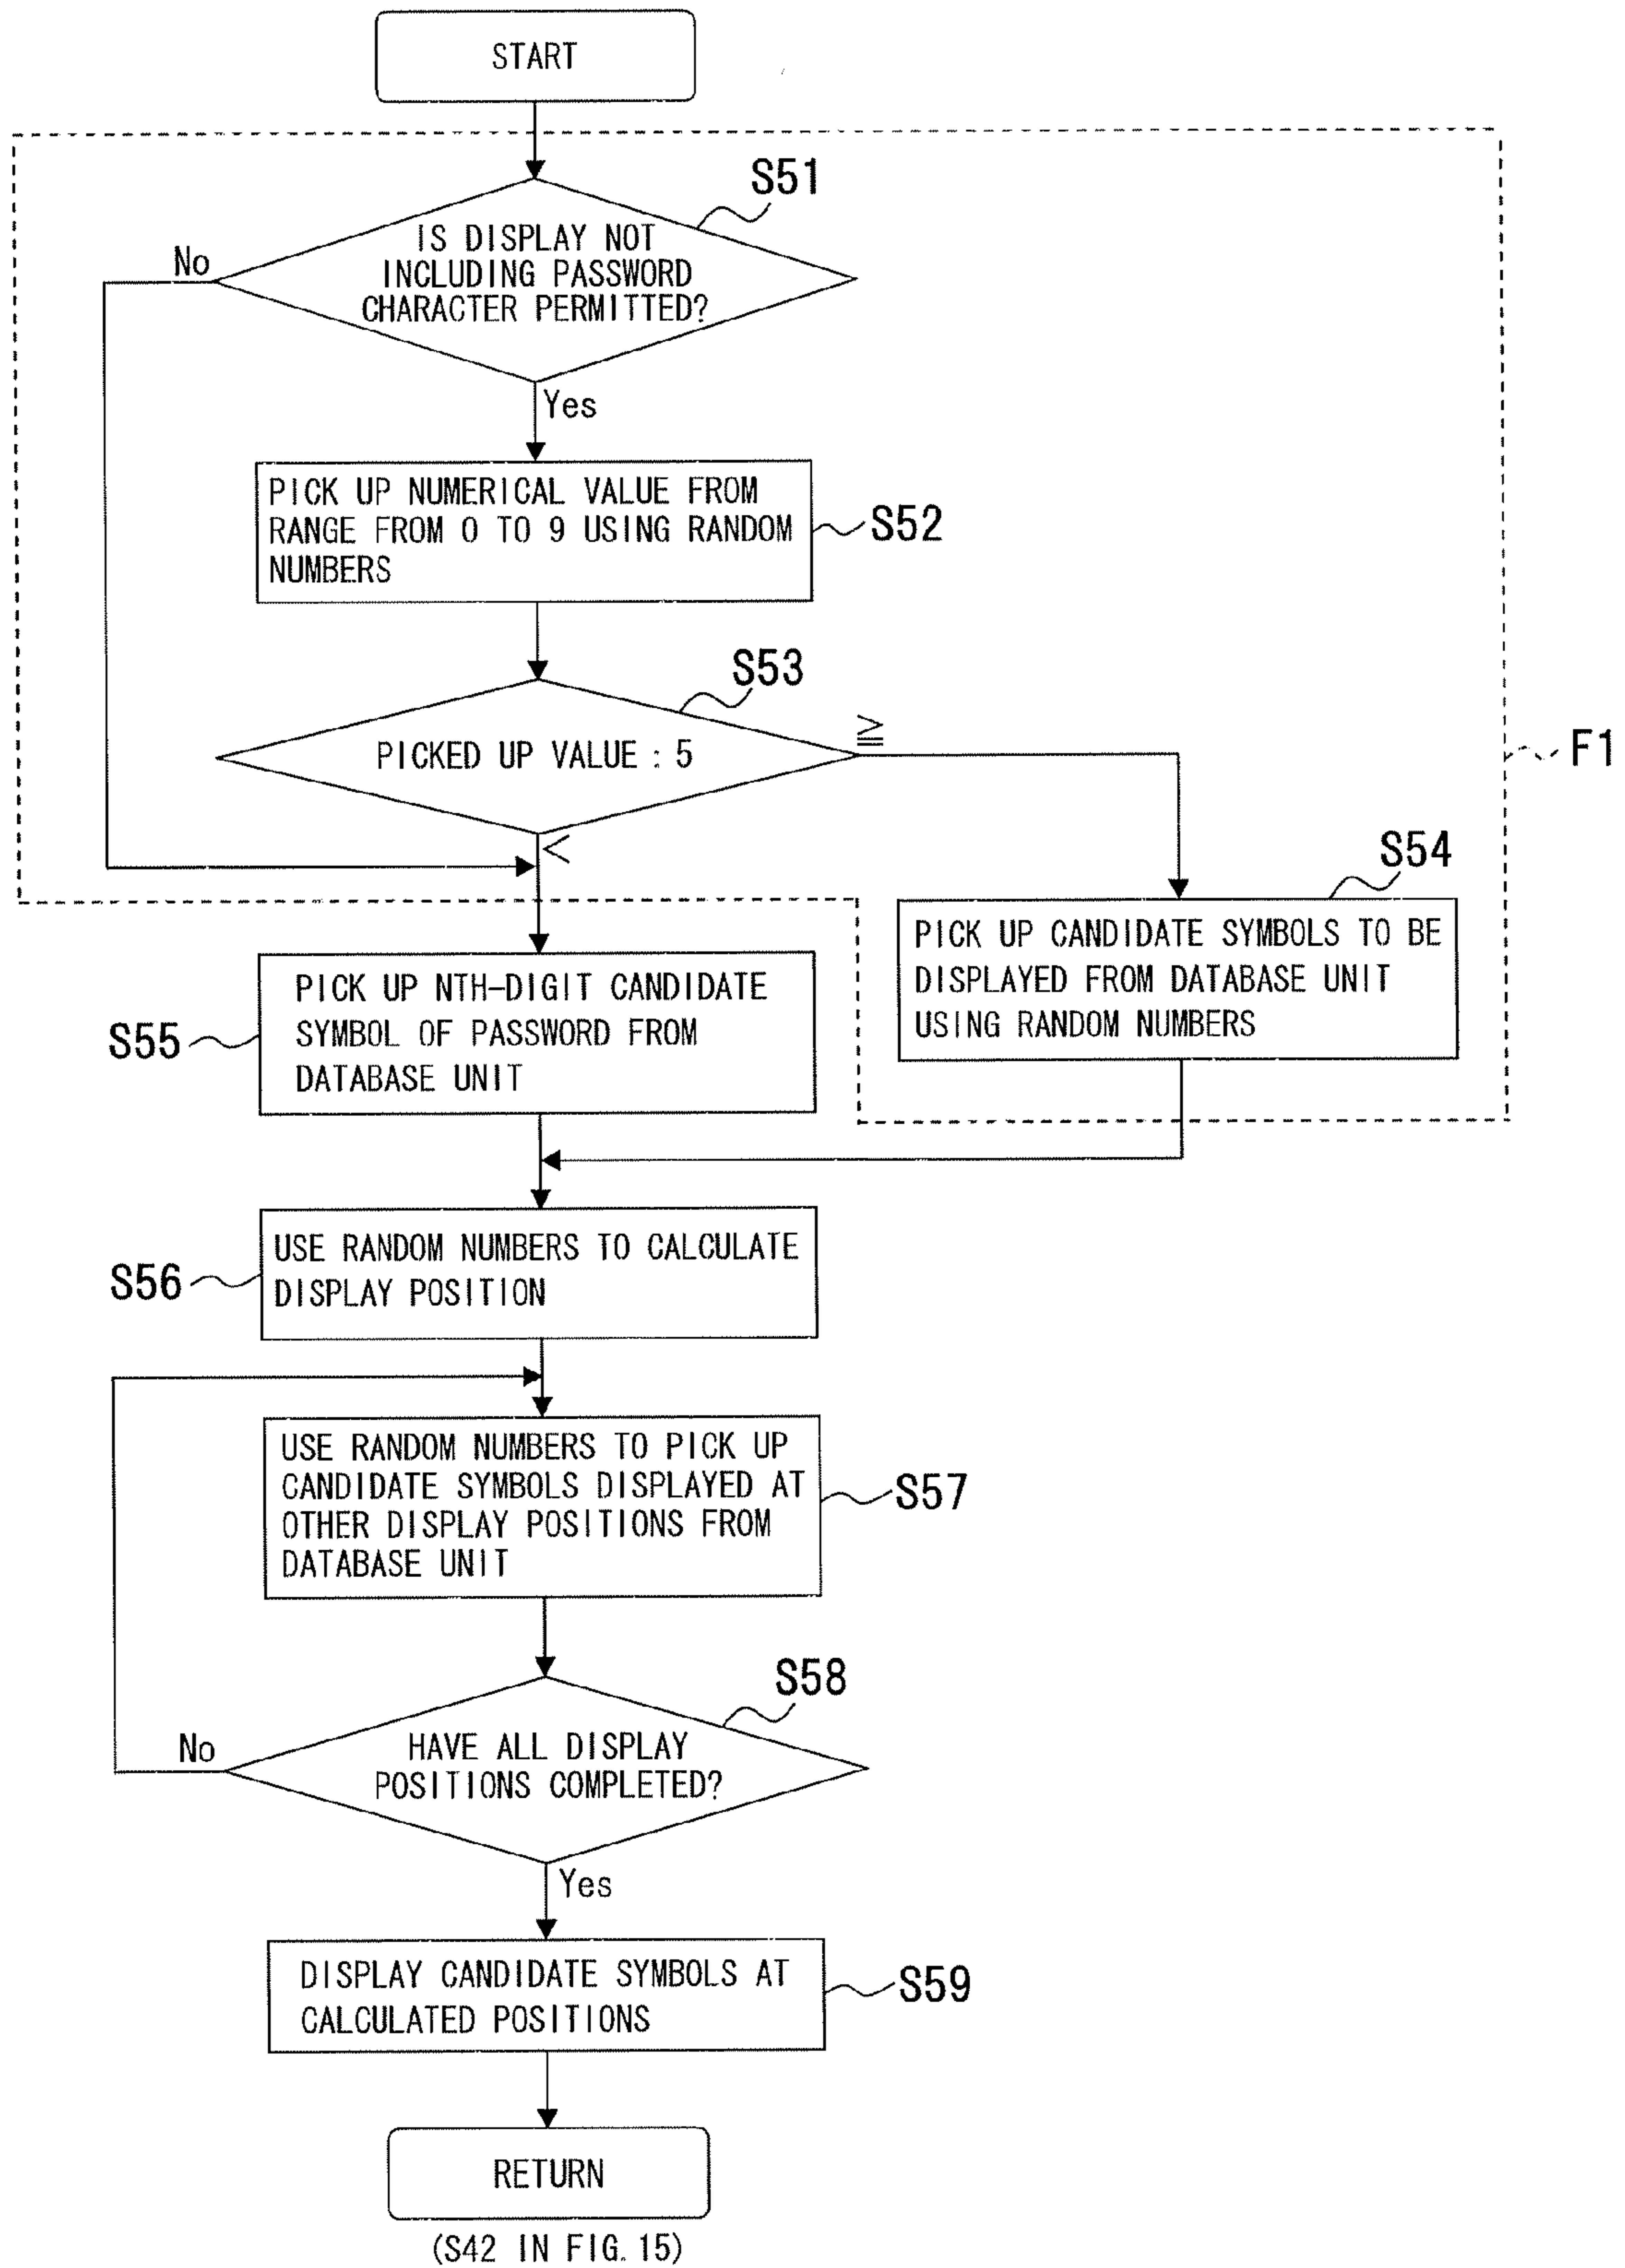 START
S51
No
IS DISPLAY NOT
INCLUDING PASSWORD
CHARACTER PERMITTED?
Yes
PICK UP NUMERICAL VALUE FROM
RANGE FROM 0 TO 9 USING RANDOM
NUMBERS
S52
S53
PICKED UP VALUE : 5
≧
F1
<
S54
PICK UP CANDIDATE SYMBOLS TO BE
DISPLAYED FROM DATABASE UNIT
USING RANDOM NUMBERS
S55
PICK UP NTH-DIGIT CANDIDATE
SYMBOL OF PASSWORD FROM
DATABASE UNIT
S56
USE RANDOM NUMBERS TO CALCULATE
DISPLAY POSITION
USE RANDOM NUMBERS TO PICK UP
CANDIDATE SYMBOLS DISPLAYED AT
OTHER DISPLAY POSITIONS FROM
DATABASE UNIT
S57
S58
No
HAVE ALL DISPLAY
POSITIONS COMPLETED?
Yes
DISPLAY CANDIDATE SYMBOLS AT
CALCULATED POSITIONS
S59
RETURN
(S42 IN FIG. 15)